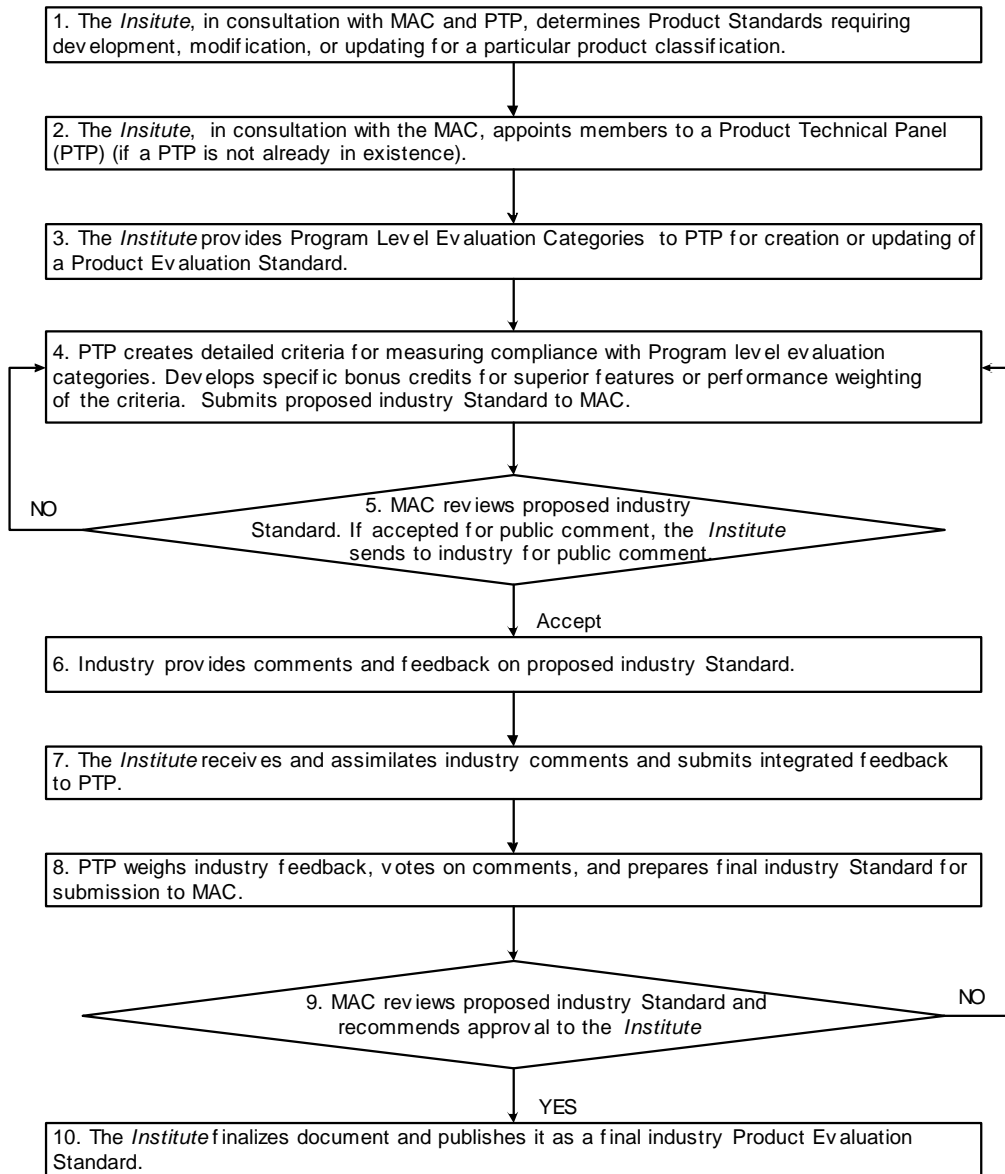 1. The Insitute, in consultation with MAC and PTP, determines Product Standards requiring
development, modification, or updating for a particular product classification.
2. The Insitute, in consultation with the MAC, appoints members to a Product Technical Panel
(PTP) (if a PTP is not already in existence).
3. The Institute provides Program Level Evaluation Categories to PTP for creation or updating of
a Product Evaluation Standard.
4. PTP creates detailed criteria for measuring compliance with Program level evaluation
categories. Develops specific bonus credits for superior features or performance weighting
of the criteria. Submits proposed industry Standard to MAC.
NO
5. MAC reviews proposed industry
Standard. If accepted for public comment, the Institute
sends to industry for public comment.
Accept
6. Industry provides comments and feedback on proposed industry Standard.
7. The Institute receives and assimilates industry comments and submits integrated feedback
to PTP.
8. PTP weighs industry feedback, votes on comments, and prepares final industry Standard for
submission to MAC.
9. MAC reviews proposed industry Standard and
recommends approval to the Institute
NO
YES
10. The Institute finalizes document and publishes it as a final industry Product Evaluation
Standard.